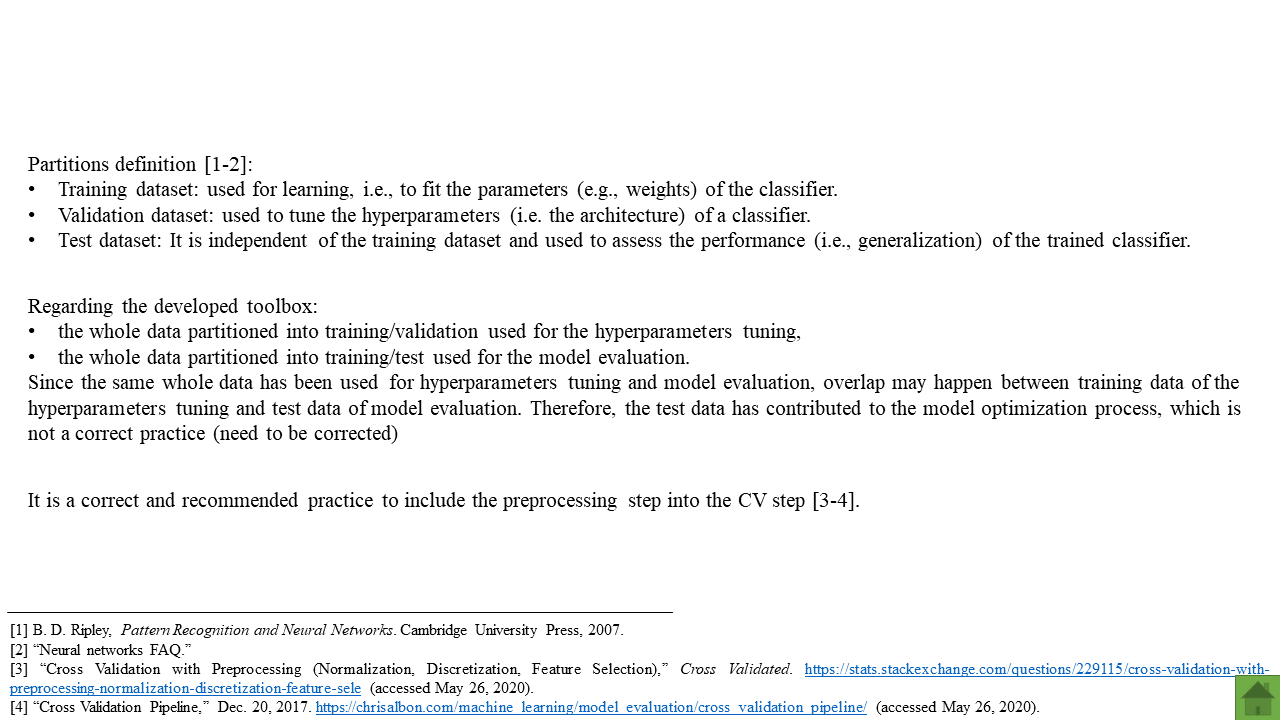 Partitions definition [1-2]:
• Training dataset: used for learning, i.e., to fit the parameters (e.g., weights) of the classifier.
• Validation dataset: used to tune the hyperparameters (i.e. the architecture) of a classifier.
• Test dataset: It is independent of the training dataset and used to assess the performance (i.e., generalization) of the trained classifier.
Regarding the developed toolbox:
• the whole data partitioned into training/validation used for the hyperparameters tuning,
• the whole data partitioned into training/test used for the model evaluation.
Since the same whole data has been used for hyperparameters tuning and model evaluation, overlap may happen between training data of the
hyperparameters tuning and test data of model evaluation. Therefore, the test data has contributed to the model optimization process, which is
not a correct practice (need to be corrected)
It is a correct and recommended practice to include the preprocessing step into the CV step [3-4].
[1] B. D. Ripley, Pattern Recognition and Neural Networks. Cambridge University Press, 2007.
[2] “Neural networks FAQ.”
[3] “Cross Validation with Preprocessing (Normalization, Discretization, Feature Selection),” Cross Validated. https://stats.stackexchange.com/questions/229115/cross-validation-with-
preprocessing-normalization-discretization-feature-sele (accessed May 26, 2020).
[4] “Cross Validation Pipeline,” Dec. 20, 2017. https://chrisalbon.com/machine_learning/model_evaluation/cross_validation_pipeline/ (accessed May 26, 2020).